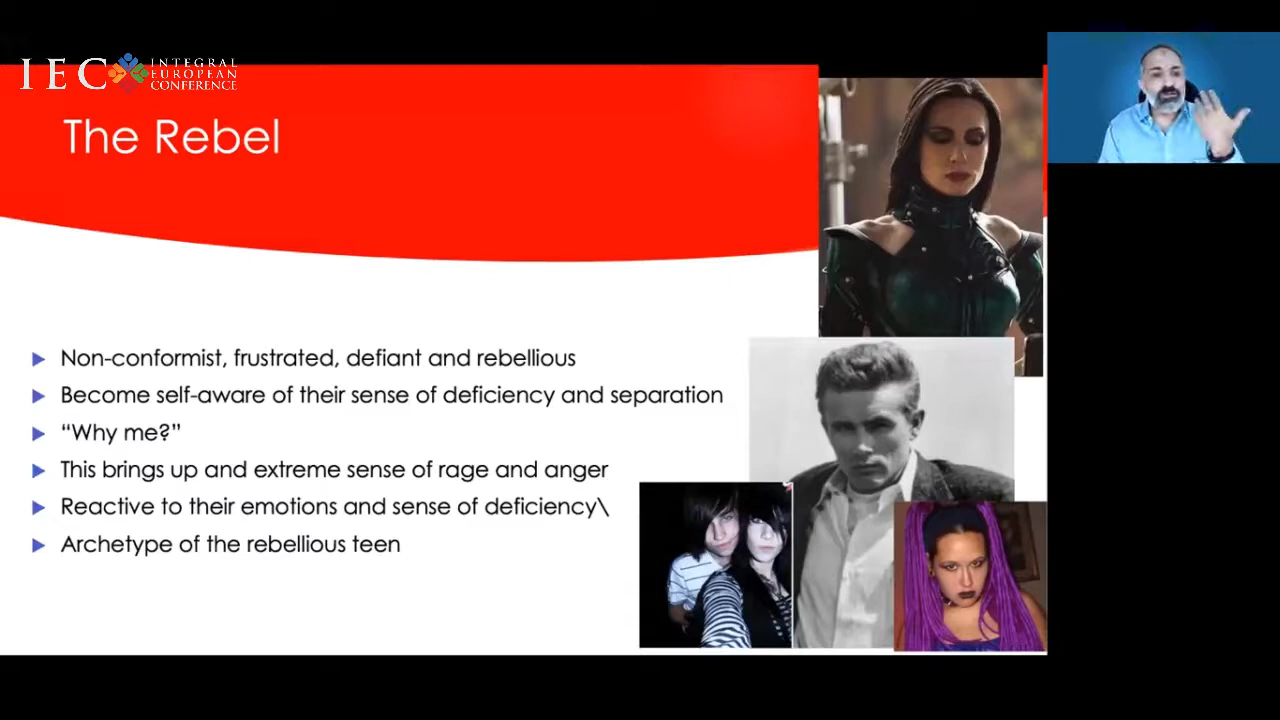 IEC
INTEGRAL
EUROPEAN
CONFERENCE
The Rebel
Non-conformist, frustrated, defiant and rebellious
Become self-aware of their sense of deficiency and separation
“Why me?”
This brings up and extreme sense of rage and anger
Reactive to their emotions and sense of deficiency\
Archetype of the rebellious teen